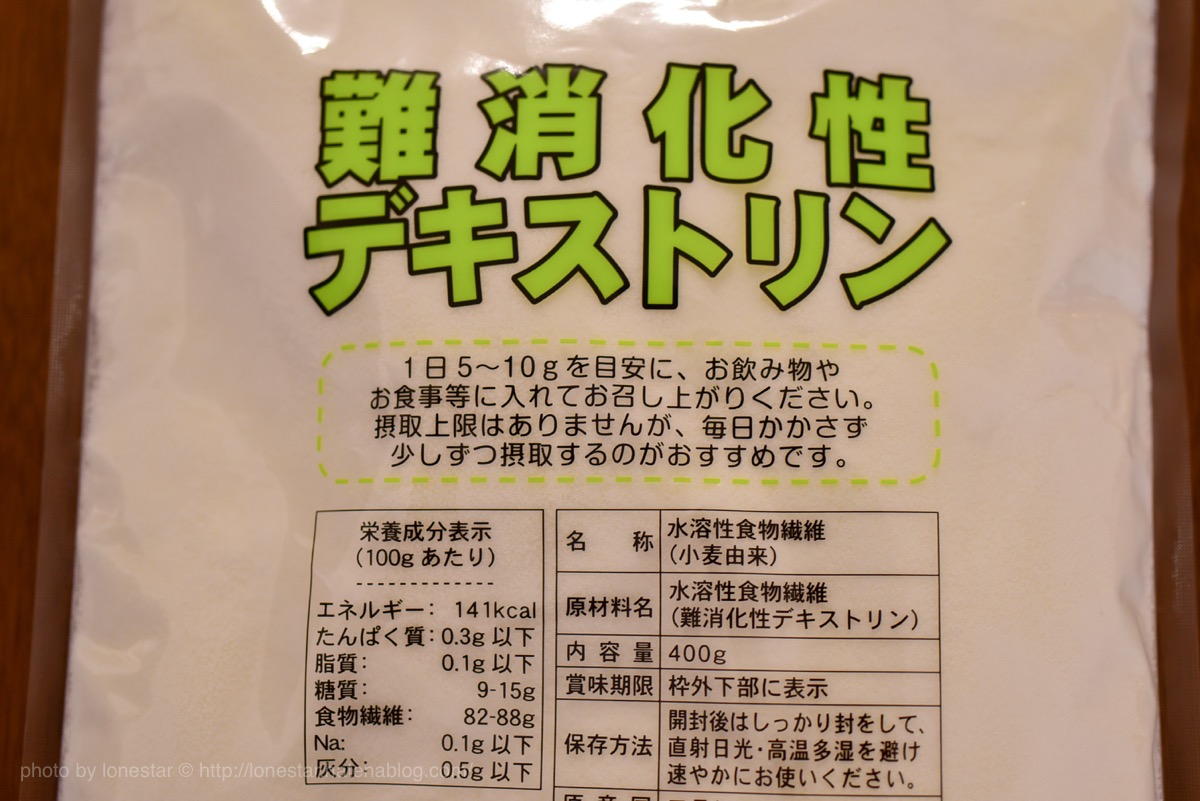 難消化性
デキストリン
1日5〜10gを目安に、お飲み物や
お食事等に入れてお召し上がりください。
摂取上限はありませんが、毎日かかさず
少しずつ摂取するのがおすすめです。
栄養成分表示
(100gあたり)
エネルギー: 141kcal
たんぱく質: 0.3g以下
脂質: 0.1g以下
糖質: 9-15g
食物繊維: 82-88g
Na: 0.1g以下
灰分: 0.5g以下
名称 水溶性食物繊維
(小麦由来)
原材料名 水溶性食物繊維
(難消化性デキストリン)
内容量 400g
賞味期限 枠外下部に表示
保存方法 開封後はしっかり封をして、
直射日光・高温多湿を避け
速やかにお使いください。
photo by lonestar © http://lonestar